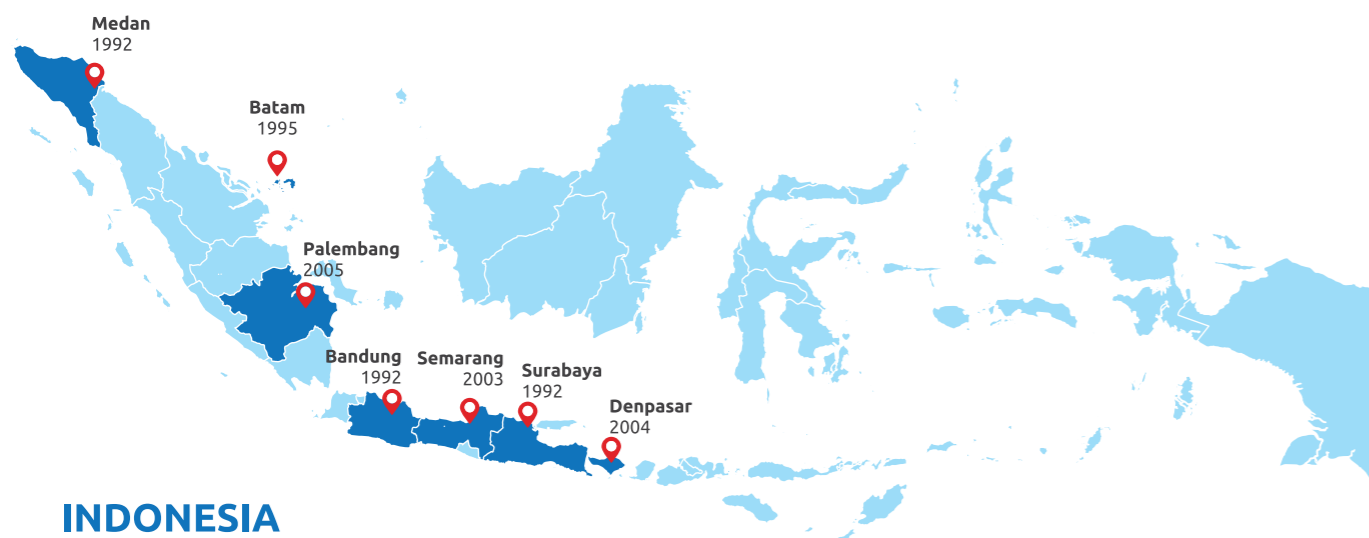 Medan
1992
Batam
1995
Palembang
2005
Bandung
1992
Semarang
2003
Surabaya
1992
Denpasar
2004
INDONESIA